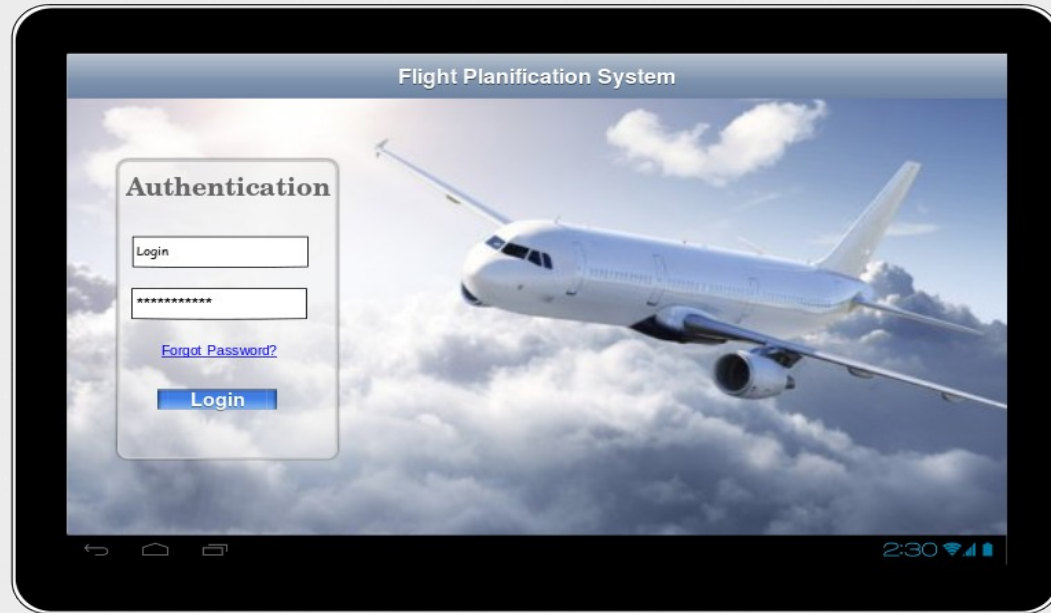 Flight Planification System
Authentication
Login
***********
Forgot Password?
Login
2:30